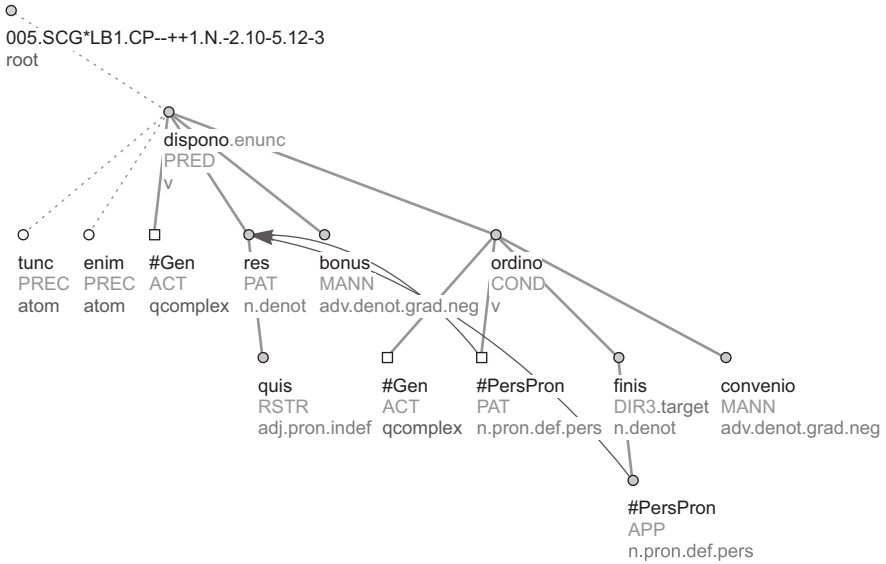 005.SCG*LB1.CP--++1.N.-2.10-5.12-3
root
dispono.enunc
PRED
v
tunc enim #Gen res bonus ordino
PREC PREC ACT PAT MANN COND
atom atom qcomplex n.denot adv.denot.grad.neg v
quis #Gen #PersPron finis convenio
RSTR ACT PAT DIR3.target MANN
adj.pron.indef qcomplex n.pron.def.pers n.denot adv.denot.grad.neg
#PersPron
APP
n.pron.def.pers